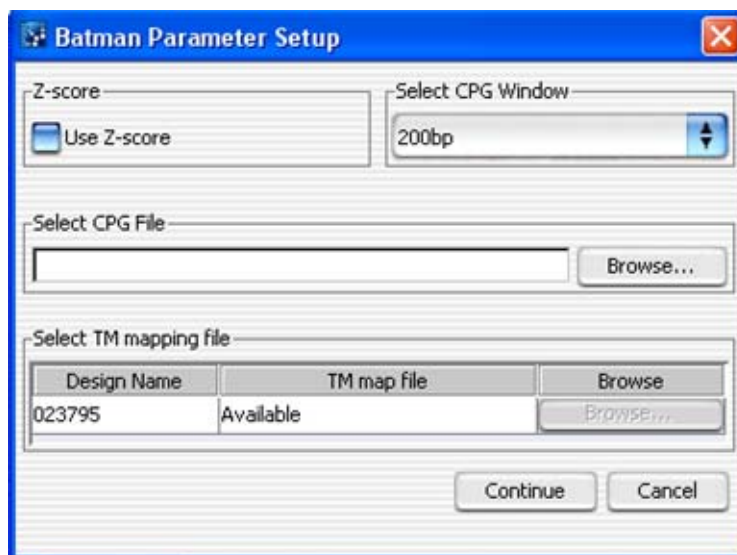 Batman Parameter Setup
Z-score
Select CPG Window
Use Z-score
200bp
Select CPG File
Browse...
Select TM mapping file
Design Name TM map file Browse
023795 Available Browse...
Continue Cancel